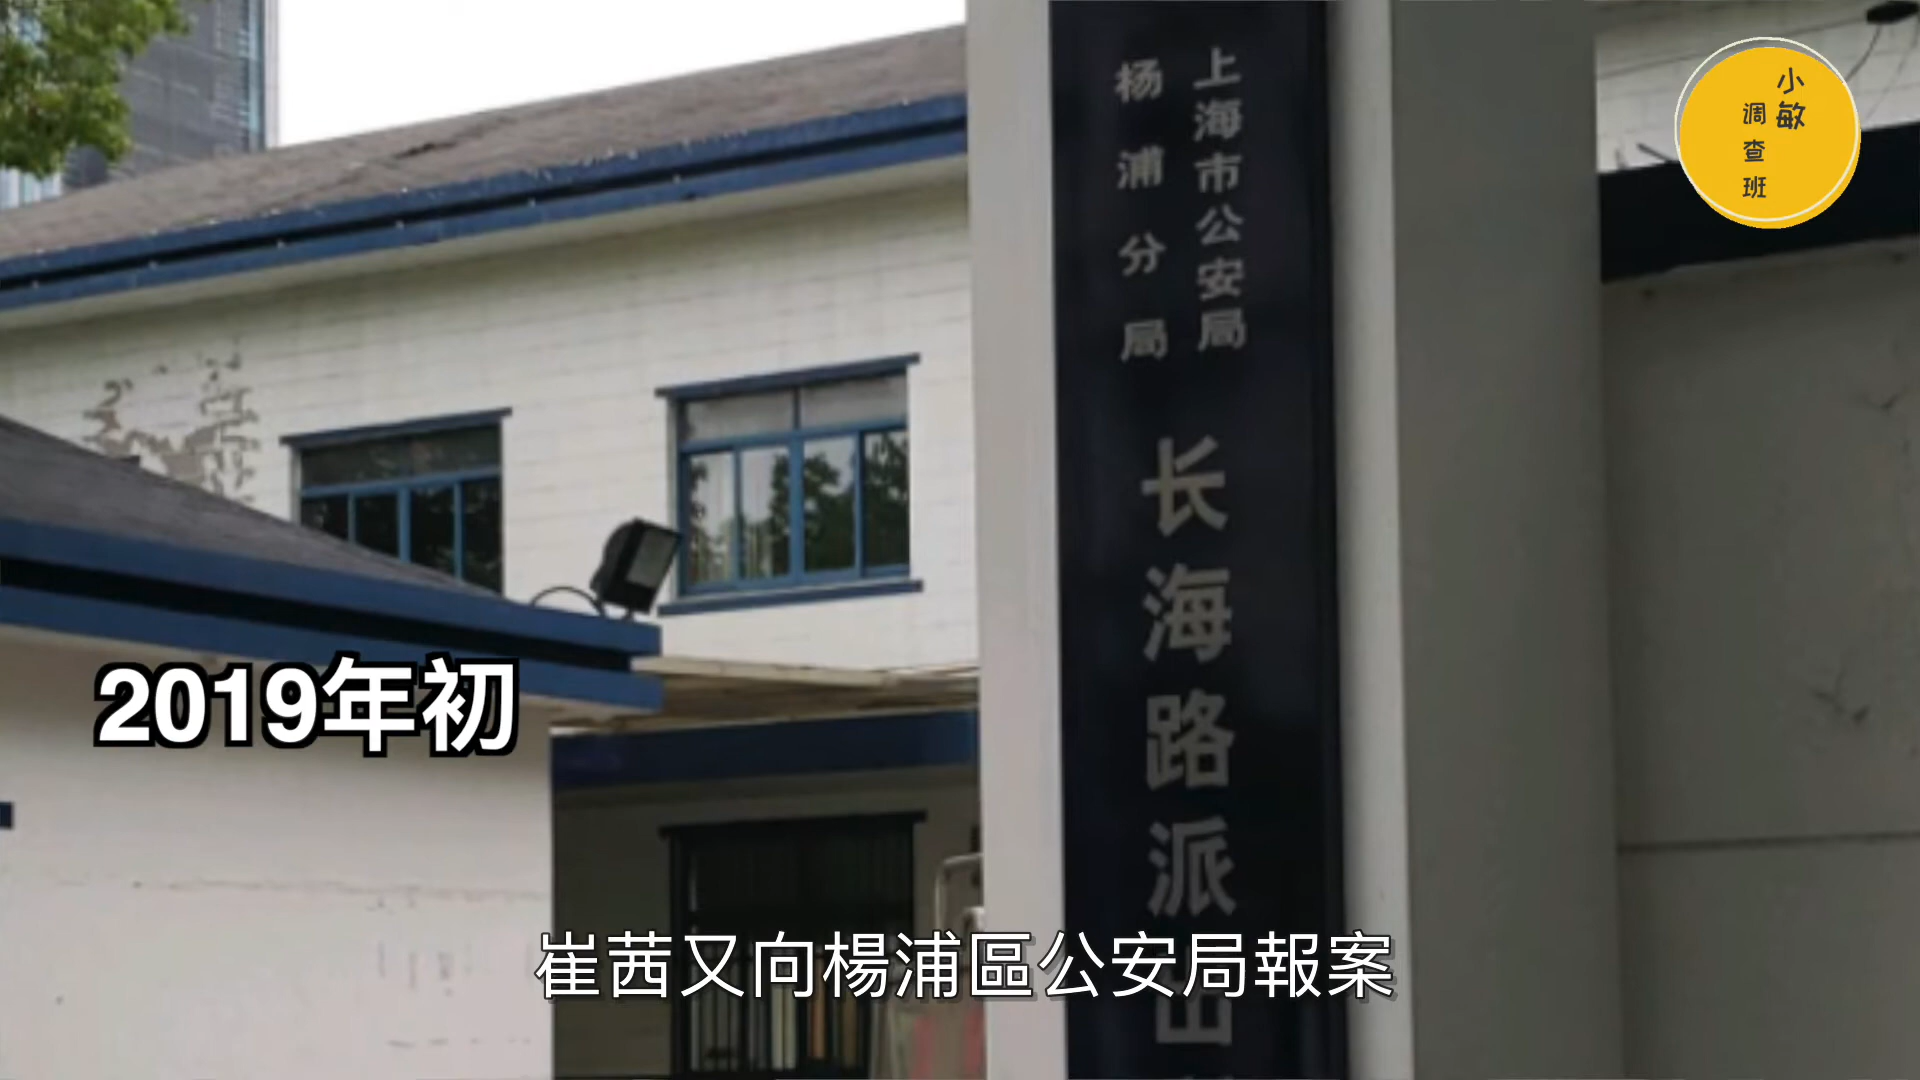 上海市公安局
杨浦分局
长海路派出
小敏
调查班
2019年初
崔茜又向楊浦區公安局報案